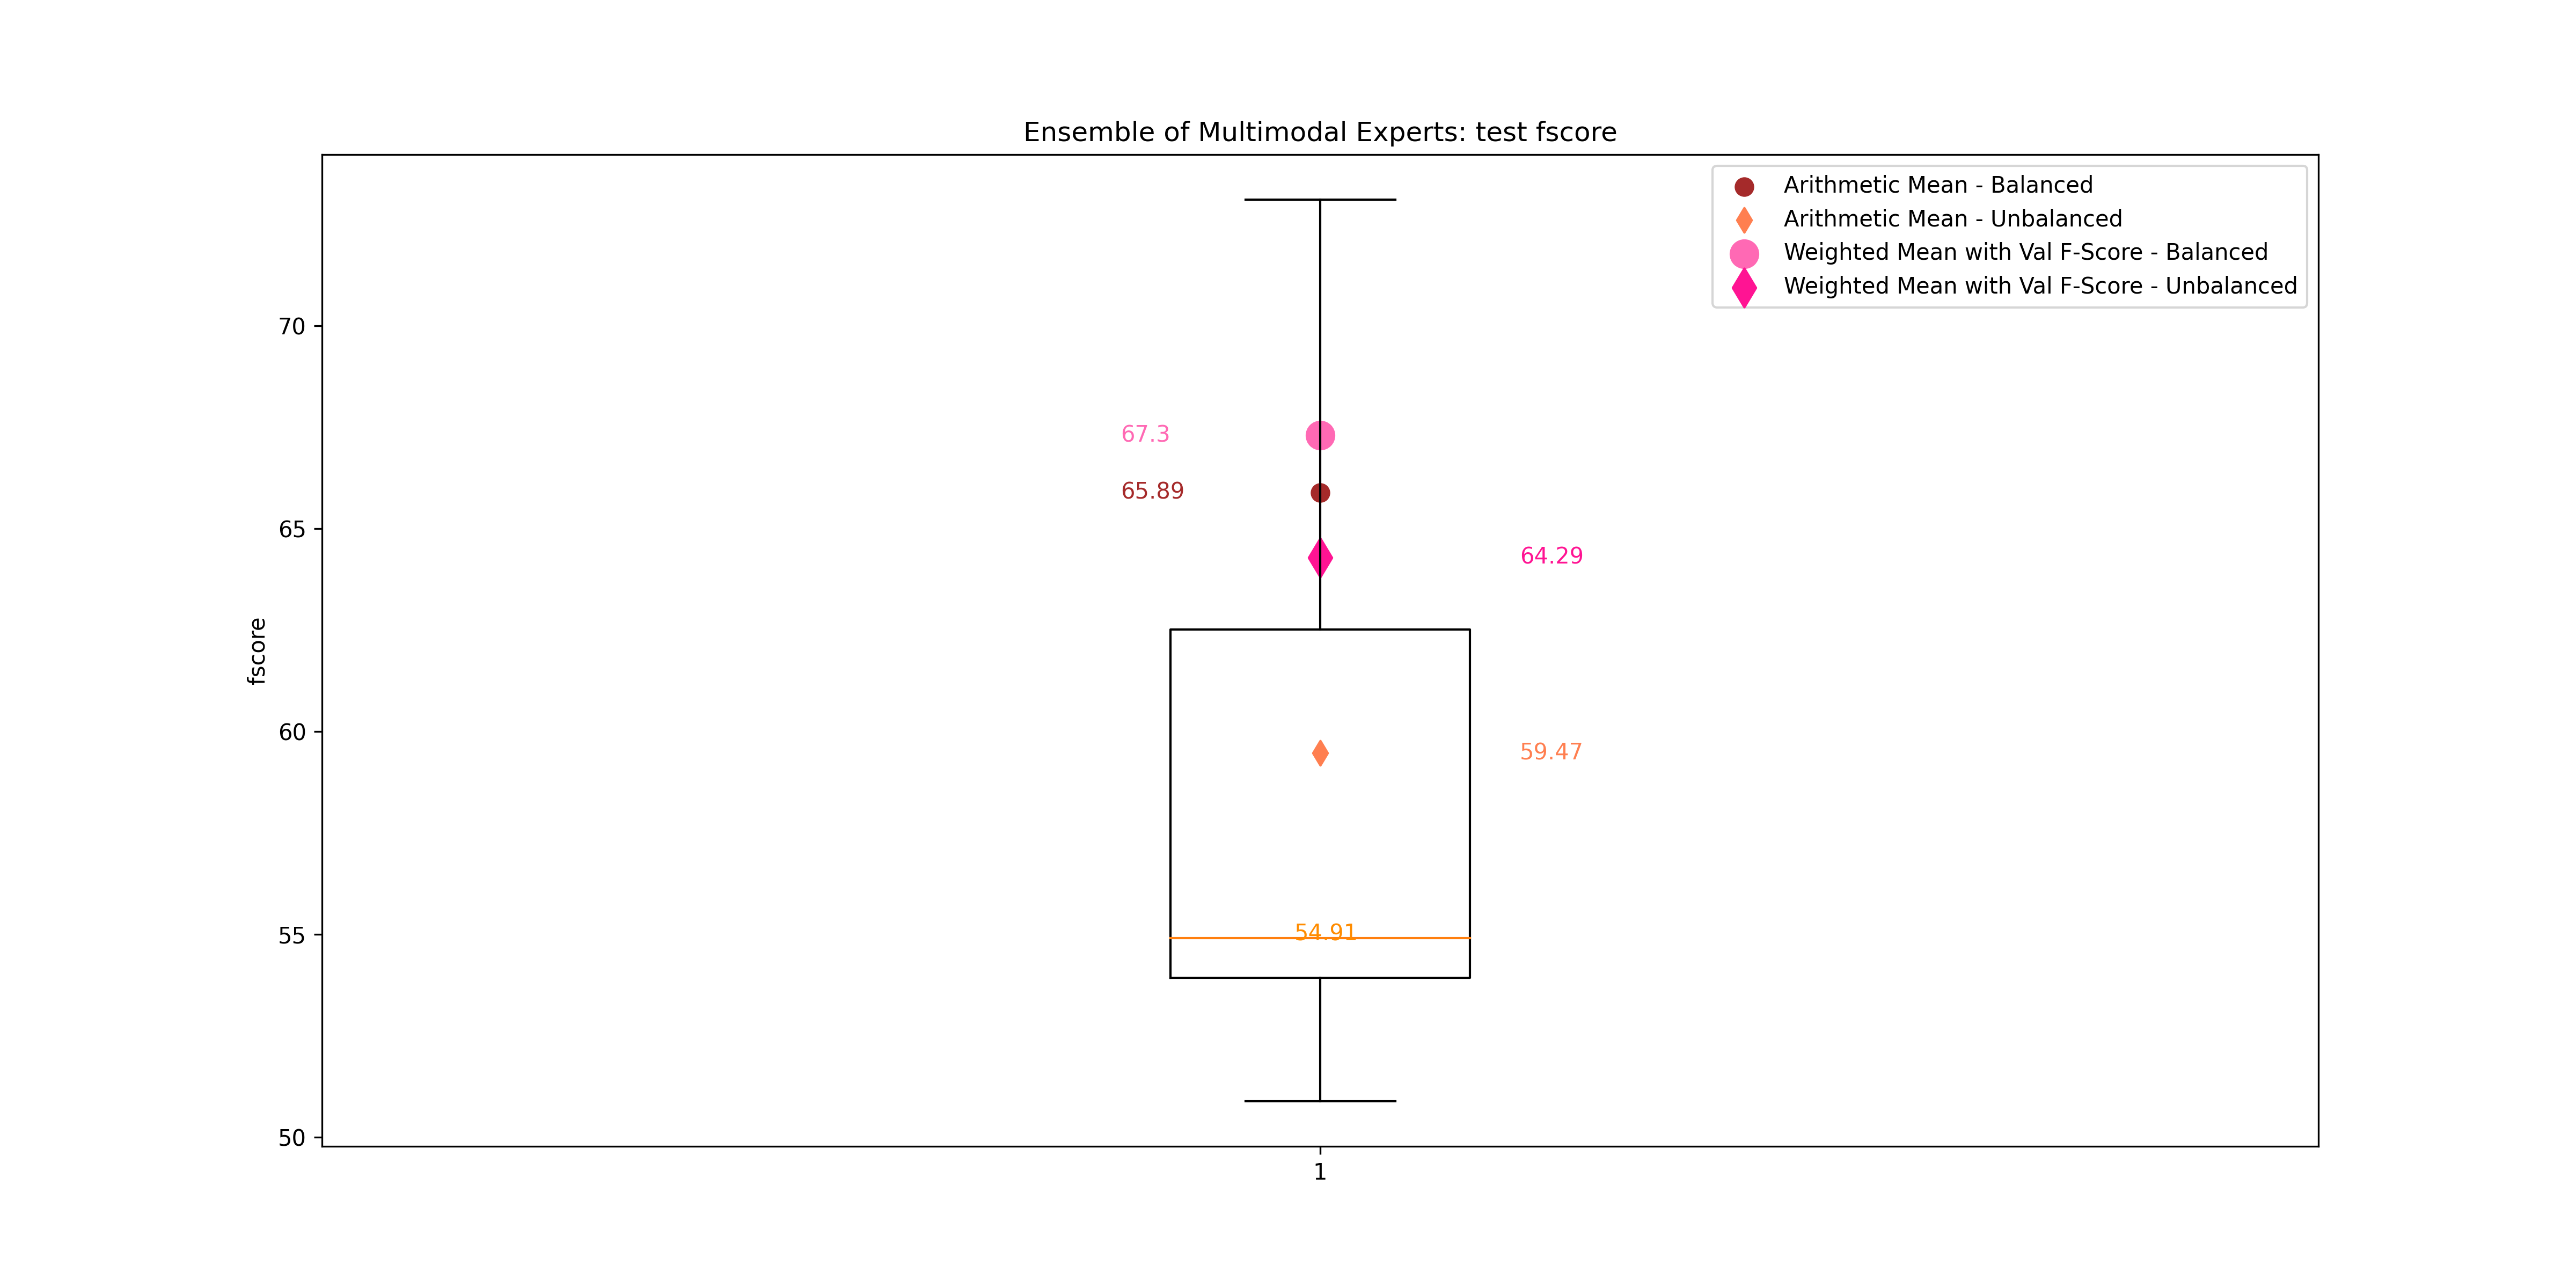 Ensemble of Multimodal Experts: test fscore
Arithmetic Mean - Balanced
Arithmetic Mean - Unbalanced
Weighted Mean with Val F-Score - Balanced
Weighted Mean with Val F-Score - Unbalanced
70
67.3
65.89
65
64.29
fscore
60
59.47
55
54.91
50
1